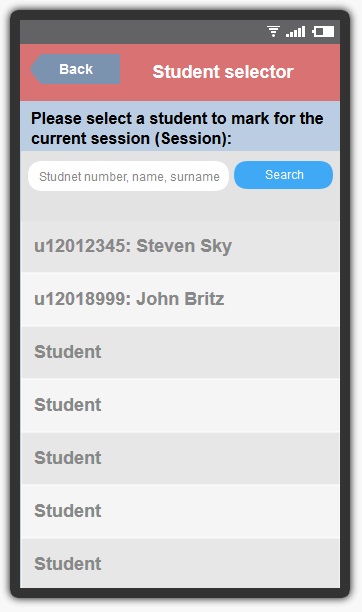 Back
Student selector
Please select a student to mark for the
current session (Session):
Studnet number, name, surname
Search
u12012345: Steven Sky
u12018999: John Britz
Student
Student
Student
Student
Student